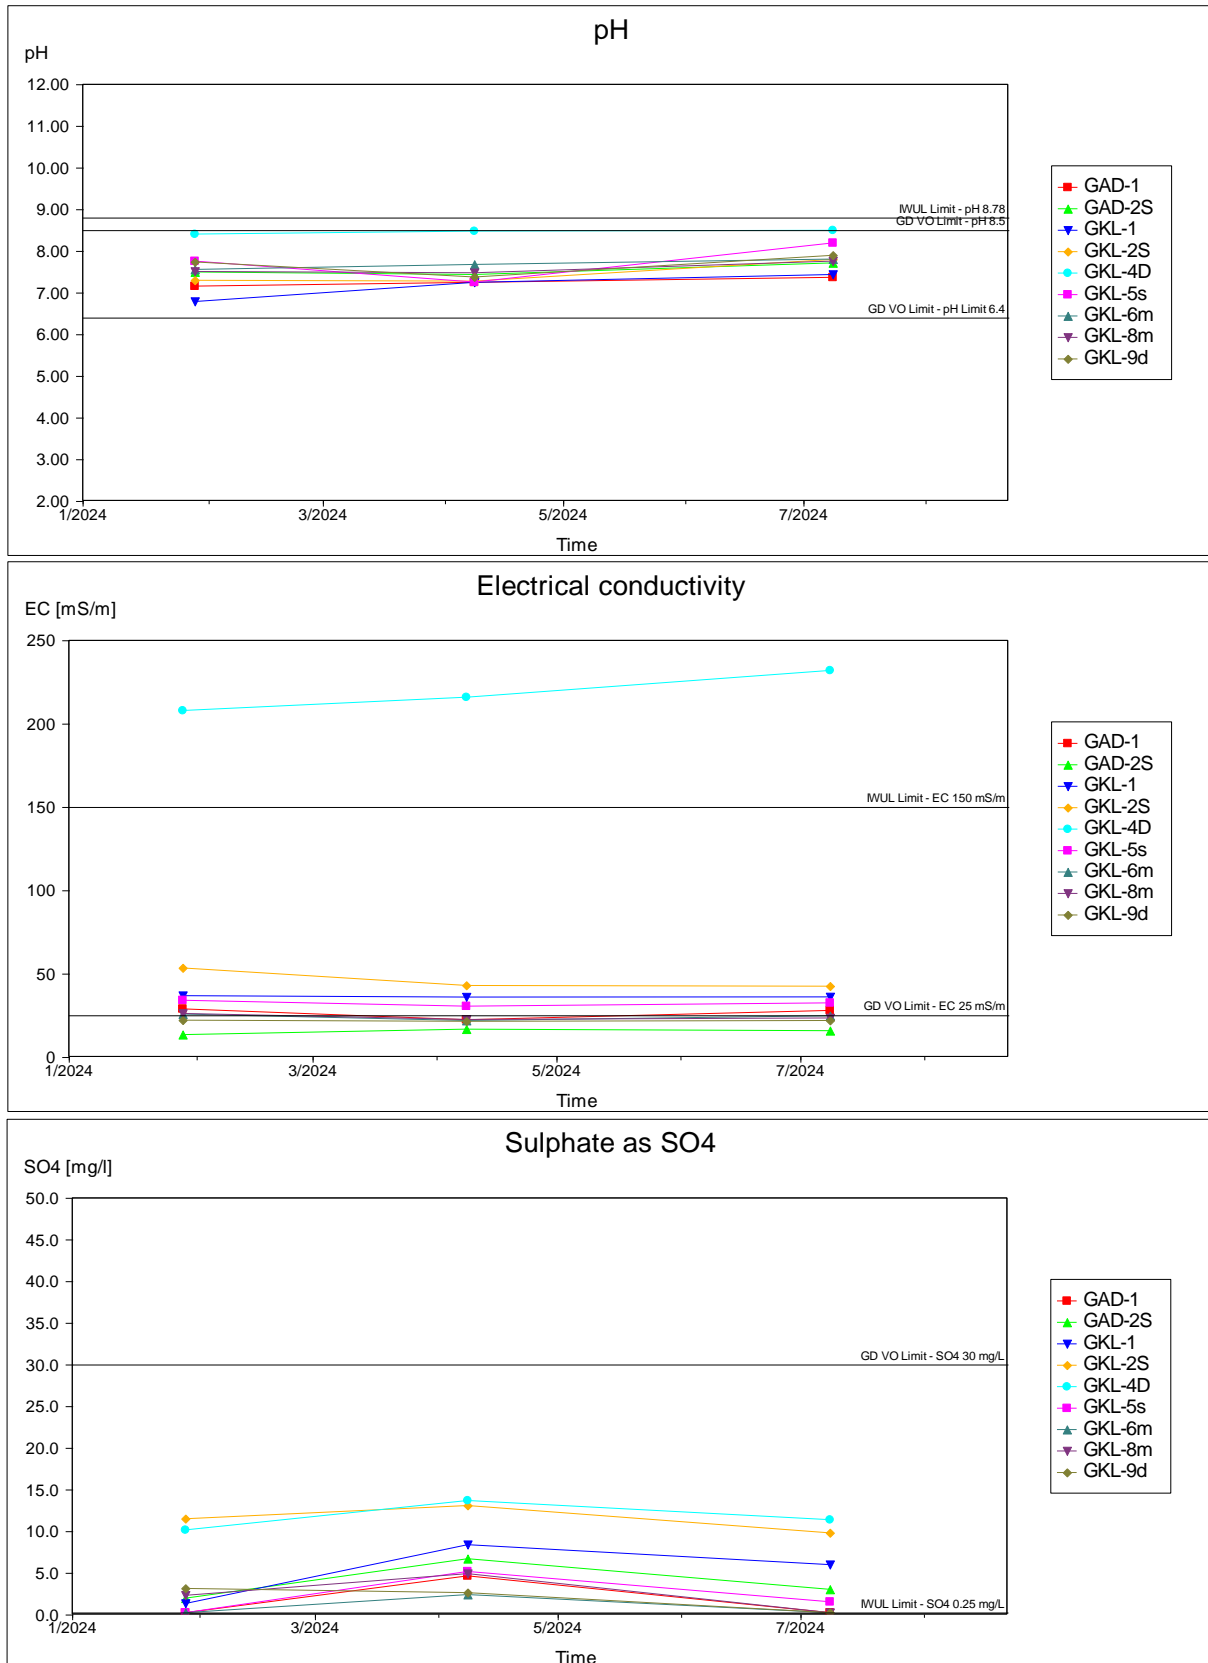 pH
pH
12.00
11.00
10.00
9.00
8.00
7.00
6.00
5.00
4.00
3.00
2.00
IWUL Limit - pH 8.78
GD VO Limit - pH 8.5
GD VO Limit - pH Limit 6.4
1/2024 3/2024 5/2024 7/2024
Time
GAD-1
GAD-2S
GKL-1
GKL-2S
GKL-4D
GKL-5s
GKL-6m
GKL-8m
GKL-9d
Electrical conductivity
EC [mS/m]
250
200
150
100
50
0
IWUL Limit - EC 150 mS/m
GD VO Limit - EC 25 mS/m
1/2024 3/2024 5/2024 7/2024
Time
GAD-1
GAD-2S
GKL-1
GKL-2S
GKL-4D
GKL-5s
GKL-6m
GKL-8m
GKL-9d
Sulphate as SO4
SO4 [mg/l]
50.0
45.0
40.0
35.0
30.0
25.0
20.0
15.0
10.0
5.0
0.0
GD VO Limit - SO4 30 mg/L
IWUL Limit - SO4 0.25 mg/L
1/2024 3/2024 5/2024 7/2024
Time
GAD-1
GAD-2S
GKL-1
GKL-2S
GKL-4D
GKL-5s
GKL-6m
GKL-8m
GKL-9d